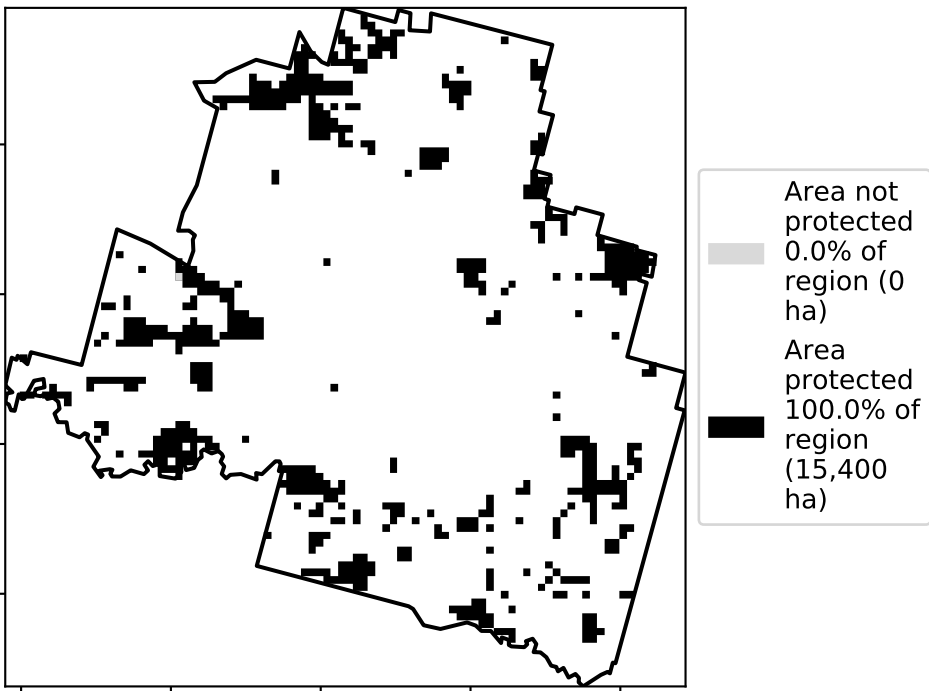 Area not
protected
0.0% of
region (0
ha)
Area
protected
100.0% of
region
(15,400
ha)